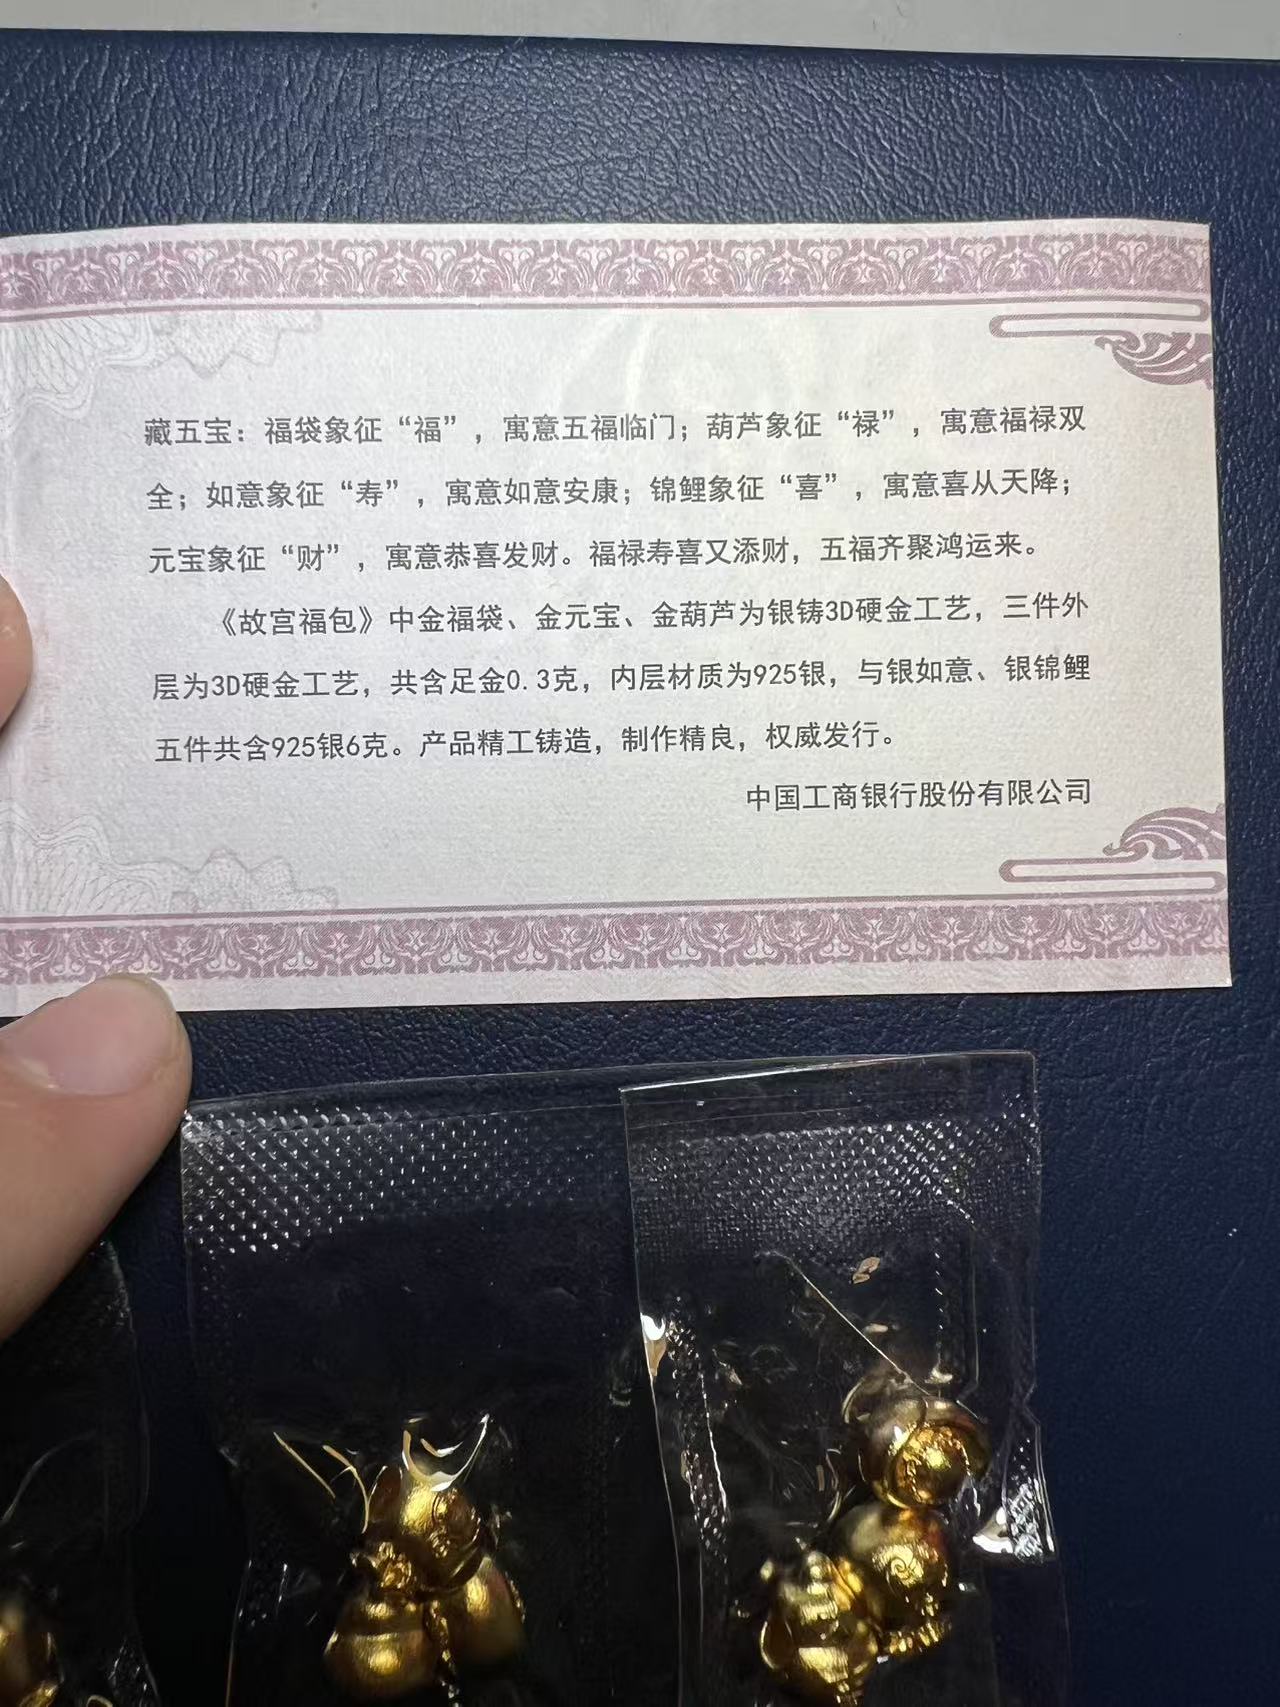 藏五宝：福袋象征“福”，寓意五福临门；葫芦象征“禄”，寓意福禄双
全；如意象征“寿”，寓意如意安康；锦鲤象征“喜”，寓意喜从天降；
元宝象征“财”，寓意恭喜发财。福禄寿喜又添财，五福齐聚鸿运来。
《故宫福包》中金福袋、金元宝、金葫芦为银铸3D硬金工艺，三件外
层为3D硬金工艺，共含足金0.3克，内层材质为925银，与银如意、银锦鲤
五件共含925银6克。产品精工铸造，制作精良，权威发行。
中国工商银行股份有限公司